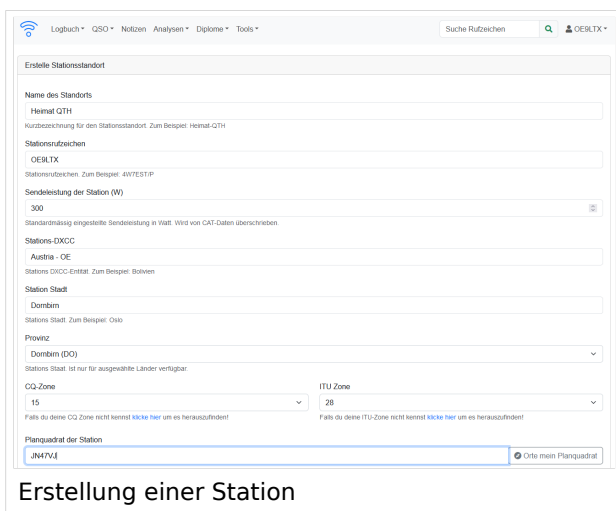 Logbuch QSO Notizen Analysen Diplome Tools Suche Rufzeichen OE9LTX
Erstelle Stationsstandort
Name des Standorts
Heimat QTH
Kurzbezeichnung für den Stationsstandort. Zum Beispiel: Heimat-QTH
Stationsrufzeichen
OE9LTX
Stationsrufzeichen. Zum Beispiel: 4W7EST/P
Sendeleistung der Station (W)
300
Standardmässig eingestellte Sendeleistung in Watt. Wird von CAT-Daten überschrieben.
Stations-DXCC
Austria - OE
Stations DXCC-Entität. Zum Beispiel: Bolivien
Station Stadt
Dornbirn
Stations Stadt. Zum Beispiel: Oslo
Provinz
Dornbirn (DO)
Stations Staat. Ist nur für ausgewählte Länder verfügbar.
CQ-Zone ITU Zone
15 28
Falls du deine CQ Zone nicht kennst klicke hier um es herauszufinden! Falls du deine ITU-Zone nicht kennst klicke hier um es herauszufinden!
Planquadrat der Station
JN47VJ Orte mein Planquadrat
Erstellung einer Station